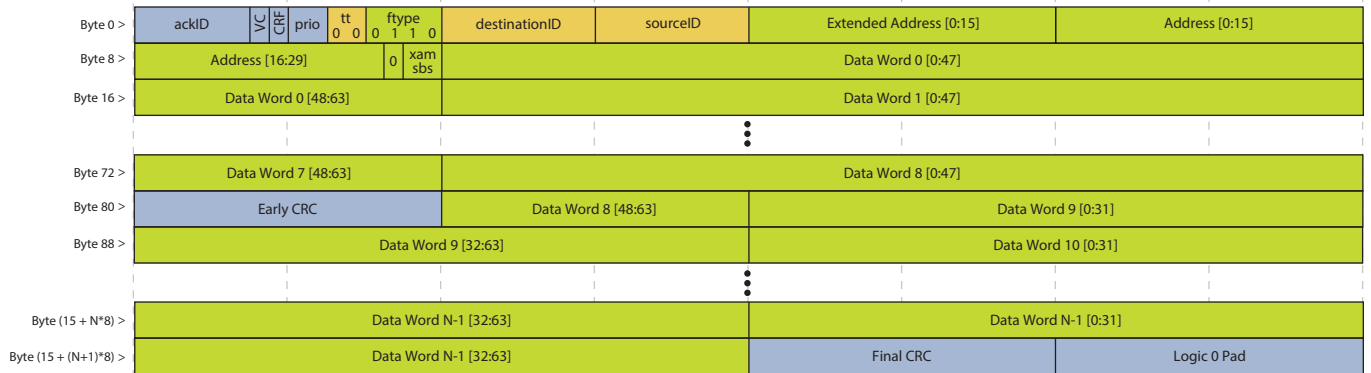 Byte 0 > ackID VC CRF prio tt 0 0 ftype 0 1 1 0 destinationID sourceID Extended Address [0:15] Address [0:15]
Byte 8 > Address [16:29] 0 xam sbs Data Word 0 [0:47]
Byte 16 > Data Word 0 [48:63] Data Word 1 [0:47]
Byte 72 > Data Word 7 [48:63] Data Word 8 [0:47]
Byte 80 > Early CRC Data Word 8 [48:63] Data Word 9 [0:31]
Byte 88 > Data Word 9 [32:63] Data Word 10 [0:31]
Byte (15 + N*8) > Data Word N-1 [32:63] Data Word N-1 [0:31]
Byte (15 + (N+1)*8) > Data Word N-1 [32:63] Final CRC Logic 0 Pad